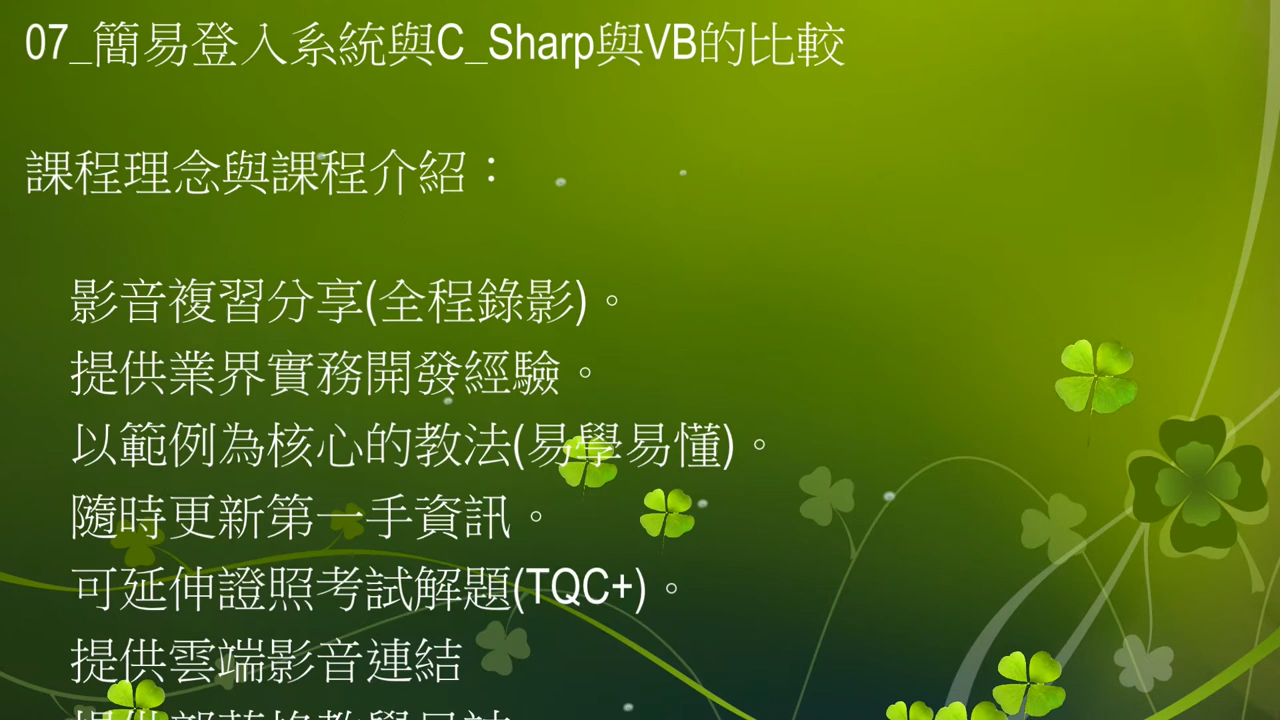 07_簡易登入系統與C_Sharp與VB的比較
課程理念與課程介紹：
影音複習分享(全程錄影)。
提供業界實務開發經驗。
以範例為核心的教法(易學易懂)。
隨時更新第一手資訊。
可延伸證照考試解題(TQC+)。
提供雲端影音連結